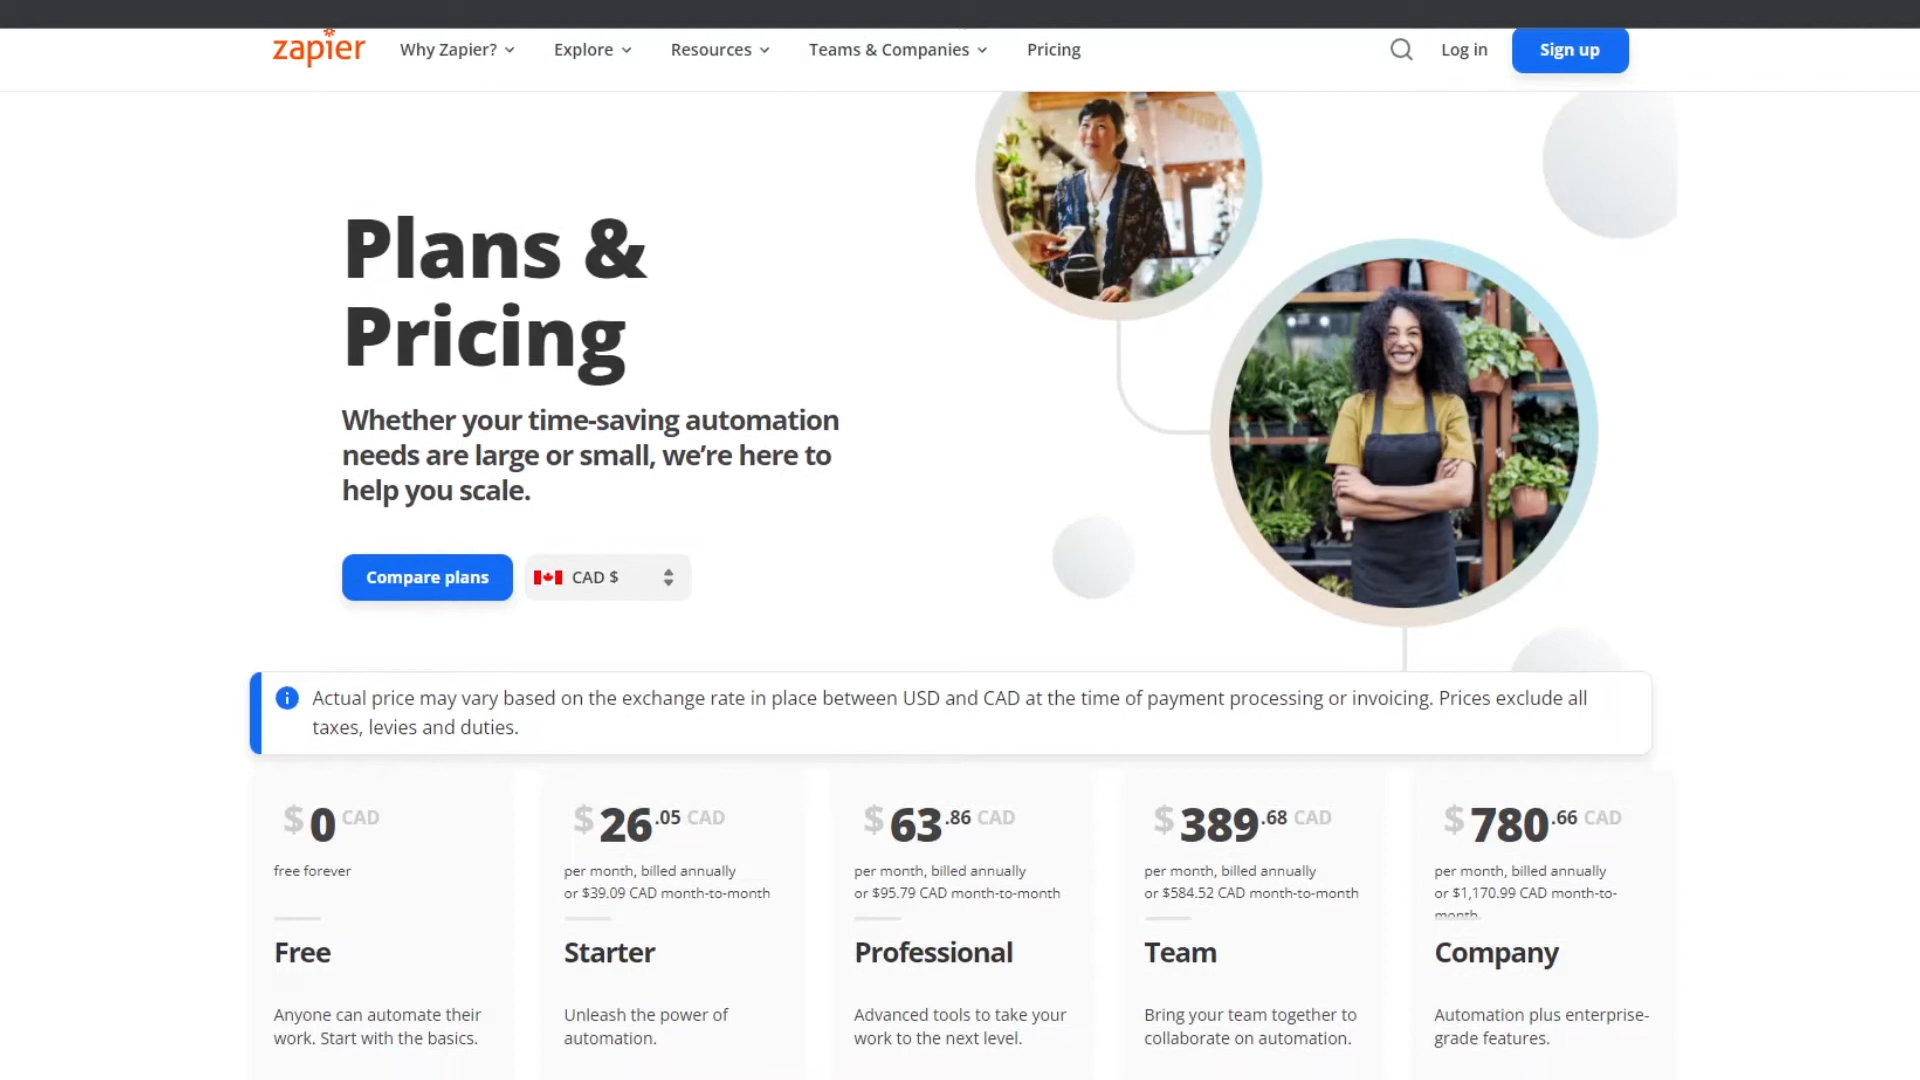 zapier Why Zapier? Explore Resources Teams & Companies Pricing Log in Sign up
Plans &
Pricing
Whether your time-saving automation
needs are large or small, we’re here to
help you scale.
Compare plans CAD $
Actual price may vary based on the exchange rate in place between USD and CAD at the time of payment processing or invoicing. Prices exclude all
taxes, levies and duties.
$0 CAD
free forever
Free
Anyone can automate their
work. Start with the basics.
$26.05 CAD
per month, billed annually
or $39.09 CAD month-to-month
Starter
Unleash the power of
automation.
$63.86 CAD
per month, billed annually
or $95.79 CAD month-to-month
Professional
Advanced tools to take your
work to the next level.
$389.68 CAD
per month, billed annually
or $584.52 CAD month-to-month
Team
Bring your team together to
collaborate on automation.
$780.66 CAD
per month, billed annually
or $1,170.99 CAD month-to-
month
Company
Automation plus enterprise-
grade features.